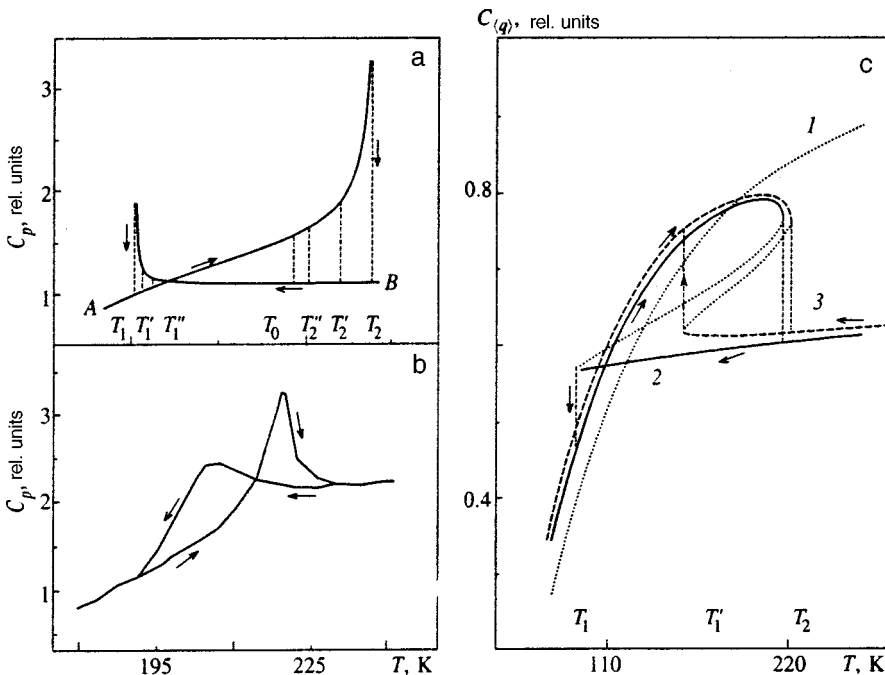 a
3
2
1
C_p, rel. units
A
B
T_1 T_1′ T_1″ T_0 T_2″ T_2′ T_2
b
3
2
1
C_p, rel. units
195 225 T, K
C_⟨q⟩, rel. units
c
1
0.8
3
2
0.4
T_1 T_1′ T_2
110 220 T, K